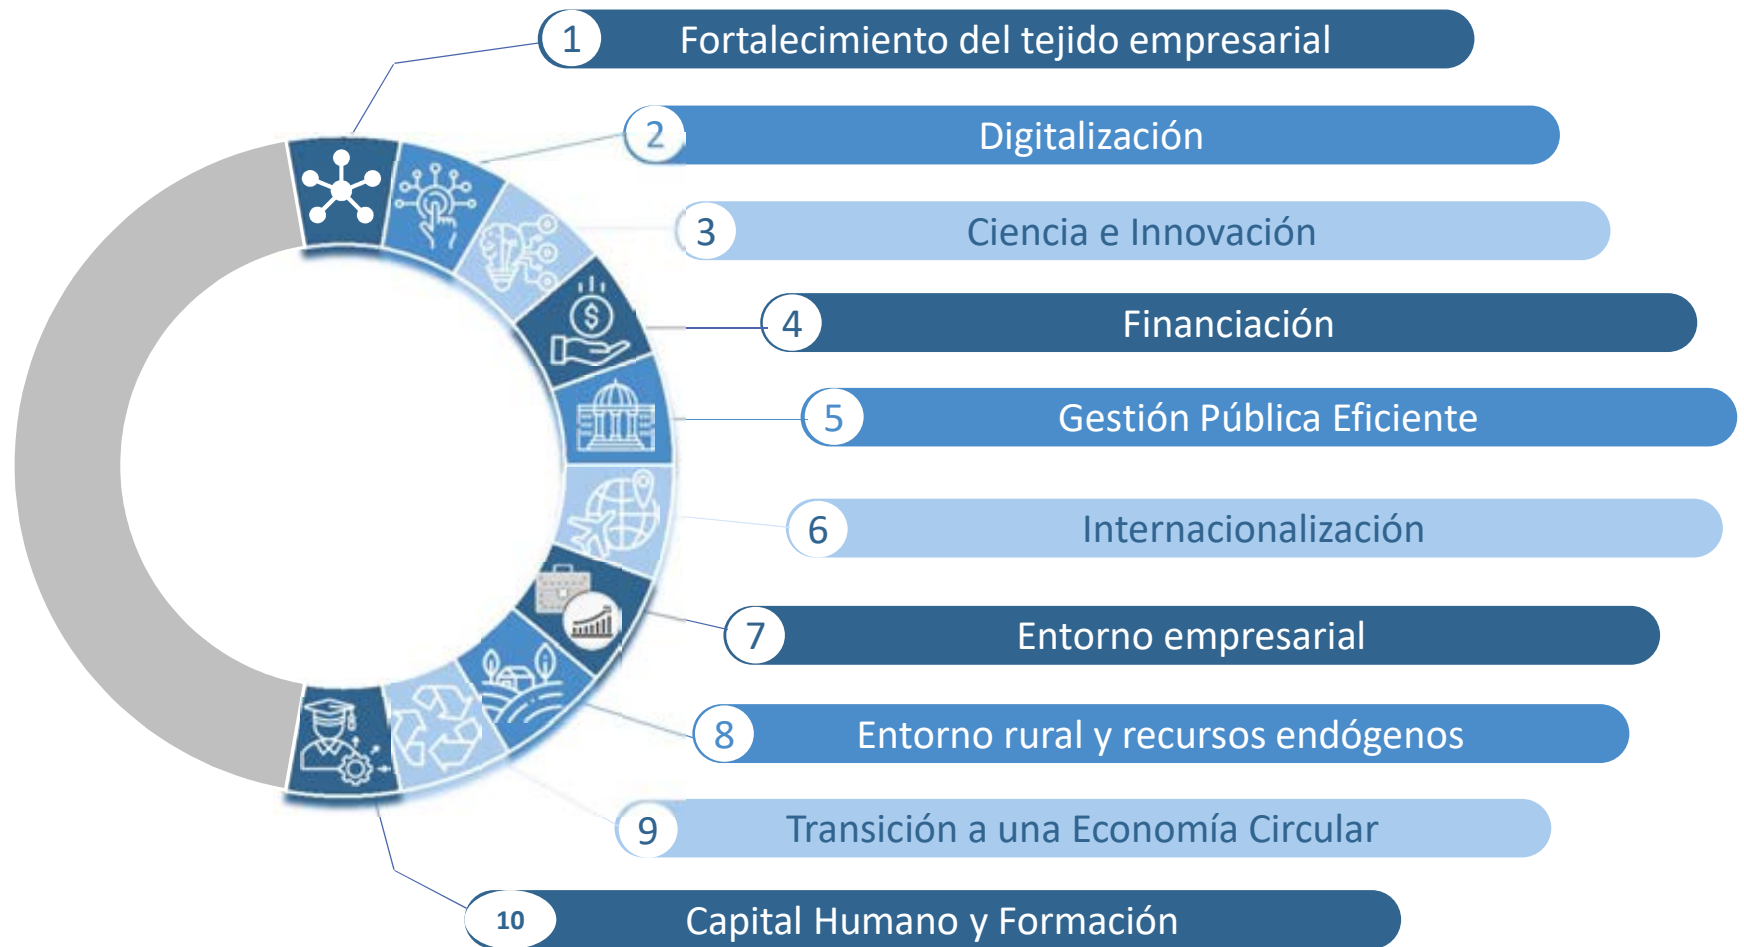 1 Fortalecimiento del tejido empresarial
2 Digitalización
3 Ciencia e Innovación
4 Financiación
5 Gestión Pública Eficiente
6 Internacionalización
7 Entorno empresarial
8 Entorno rural y recursos endógenos
9 Transición a una Economía Circular
10 Capital Humano y Formación